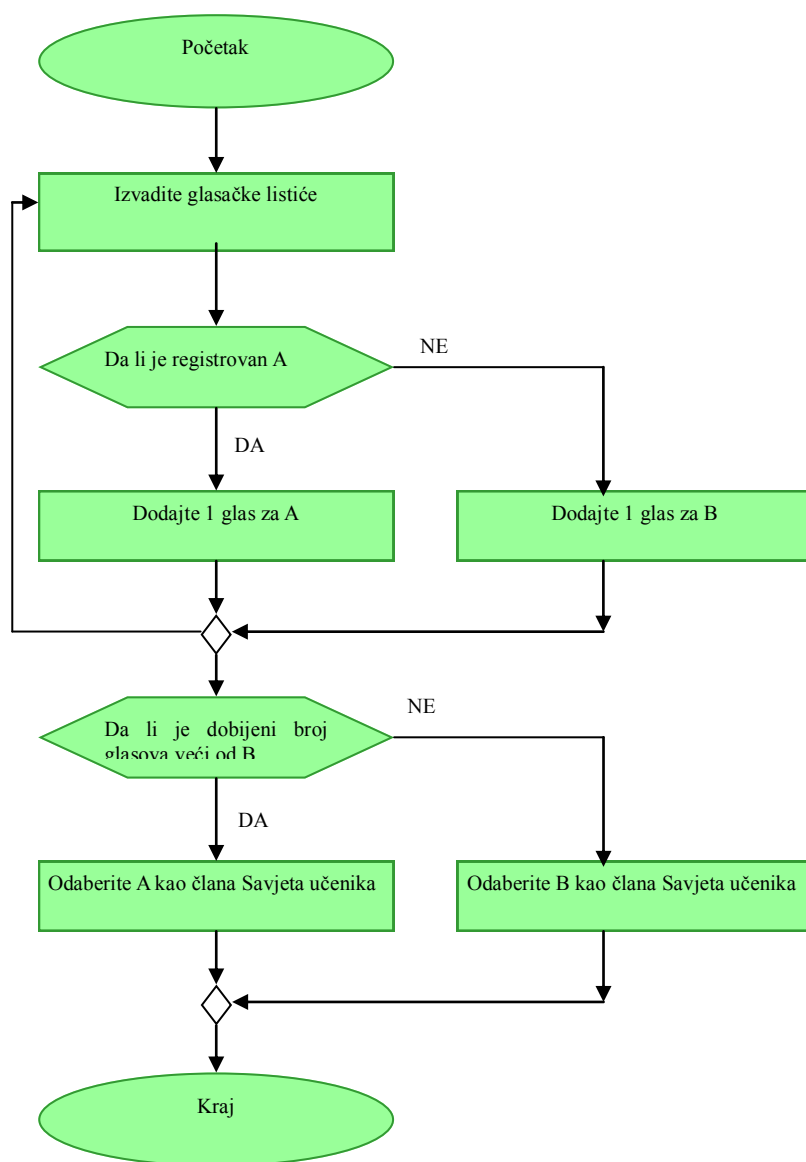 Početak
Izvadite glasačke listiće
Da li je registrovan A
NE
DA
Dodajte 1 glas za A
Dodajte 1 glas za B
Da li je dobijeni broj
glasova veći od B
NE
DA
Odaberite A kao člana Savjeta učenika
Odaberite B kao člana Savjeta učenika
Kraj